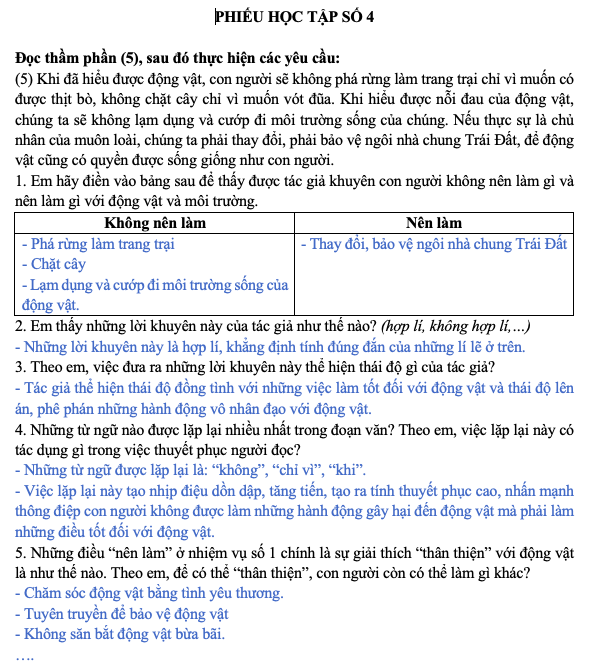 PHIẾU HỌC TẬP SỐ 4
Đọc thầm phần (5), sau đó thực hiện các yêu cầu:
(5) Khi đã hiểu được động vật, con người sẽ không phá rừng làm trang trại chỉ vì muốn có
được thịt bò, không chặt cây chỉ vì muốn vót đũa. Khi hiểu được nỗi đau của động vật,
chúng ta sẽ không lạm dụng và cướp đi môi trường sống của chúng. Nếu thực sự là chủ
nhân của muôn loài, chúng ta phải thay đổi, phải bảo vệ ngôi nhà chung Trái Đất, để động
vật cũng có quyền được sống giống như con người.
1. Em hãy điền vào bảng sau để thấy được tác giả khuyên con người không nên làm gì và
nên làm gì với động vật và môi trường.
Không nên làm
Nên làm
- Phá rừng làm trang trại
- Chặt cây
- Lạm dụng và cướp đi môi trường sống của
động vật.
- Thay đổi, bảo vệ ngôi nhà chung Trái Đất
2. Em thấy những lời khuyên này của tác giả như thế nào? (hợp lí, không hợp lí,...)
- Những lời khuyên này là hợp lí, khẳng định tính đúng đắn của những lí lẽ ở trên.
3. Theo em, việc đưa ra những lời khuyên này thể hiện thái độ gì của tác giả?
- Tác giả thể hiện thái độ đồng tình với những việc làm tốt đối với động vật và thái độ lên
án, phê phán những hành động vô nhân đạo với động vật.
4. Những từ ngữ nào được lặp lại nhiều nhất trong đoạn văn? Theo em, việc lặp lại này có
tác dụng gì trong việc thuyết phục người đọc?
- Những từ ngữ được lặp lại là: “không”, “chỉ vì”, “khi”.
- Việc lặp lại này tạo nhịp điệu dồn dập, tăng tiến, tạo ra tính thuyết phục cao, nhấn mạnh
thông điệp con người không được làm những hành động gây hại đến động vật mà phải làm
những điều tốt đối với động vật.
5. Những điều “nên làm” ở nhiệm vụ số 1 chính là sự giải thích “thân thiện” với động vật
là như thế nào. Theo em, để có thể “thân thiện”, con người còn có thể làm gì khác?
- Chăm sóc động vật bằng tình yêu thương.
- Tuyên truyền để bảo vệ động vật
- Không săn bắt động vật bừa bãi.
….